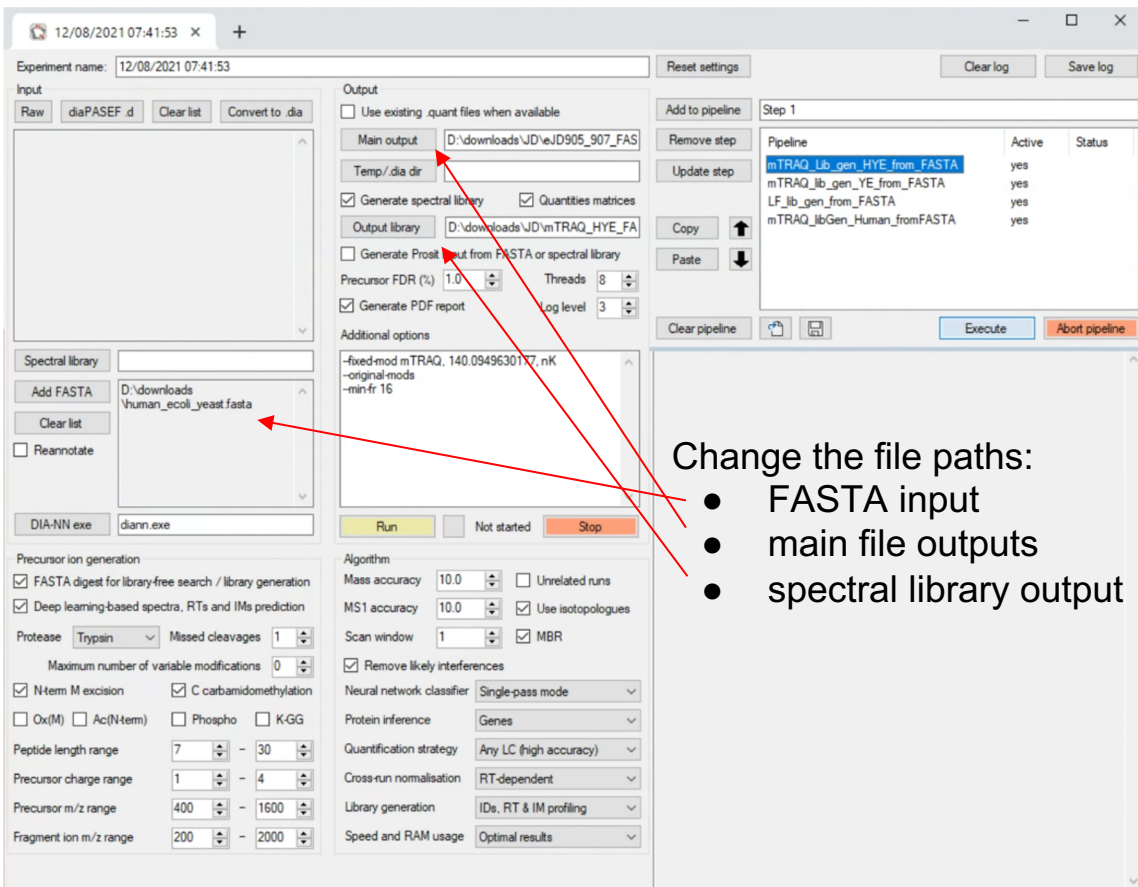 12/08/2021 07:41:53 × +
Experiment name: 12/08/2021 07:41:53
Reset settings
Clear log
Save log
Input
Raw
diaPASEF .d
Clear list
Convert to .dia
Output
Use existing .quant files when available
Main output D:\downloads\JD\eJD905_907_FAS
Temp/.dia dir
Generate spectral library
Quantities matrices
Output library D:\downloads\JD\mTRAQ_HYE_FA
Generate Prosit input from FASTA or spectral library
Precursor FDR (%) 1.0
Threads 8
Generate PDF report
Log level 3
Additional options
--fixed-mod mTRAQ, 140.0949630177, nK
--original-mods
--min-fr 16
Add to pipeline
Step 1
Remove step
Update step
Copy
Paste
Pipeline Active Status
mTRAQ_Lib_gen_HYE_from_FASTA yes
mTRAQ_lib_gen_YE_from_FASTA yes
LF_lib_gen_from_FASTA yes
mTRAQ_libGen_Human_fromFASTA yes
Clear pipeline
Execute
Abort pipeline
Spectral library
Add FASTA
D:\downloads
\human_ecoli_yeast.fasta
Clear list
Reannotate
DIA-NN exe diann.exe
Run
Not started
Stop
Change the file paths:
● FASTA input
● main file outputs
● spectral library output
Precursor ion generation
FASTA digest for library-free search / library generation
Deep learning-based spectra, RTs and IMs prediction
Protease Trypsin Missed cleavages 1
Maximum number of variable modifications 0
N-term M excision
C carbamidomethylation
Ox(M) Ac(N-term) Phospho K-GG
Peptide length range 7 - 30
Precursor charge range 1 - 4
Precursor m/z range 400 - 1600
Fragment ion m/z range 200 - 2000
Algorithm
Mass accuracy 10.0 Unrelated runs
MS1 accuracy 10.0 Use isotopologues
Scan window 1 MBR
Remove likely interferences
Neural network classifier Single-pass mode
Protein inference Genes
Quantification strategy Any LC (high accuracy)
Cross-run normalisation RT-dependent
Library generation IDs, RT & IM profiling
Speed and RAM usage Optimal results